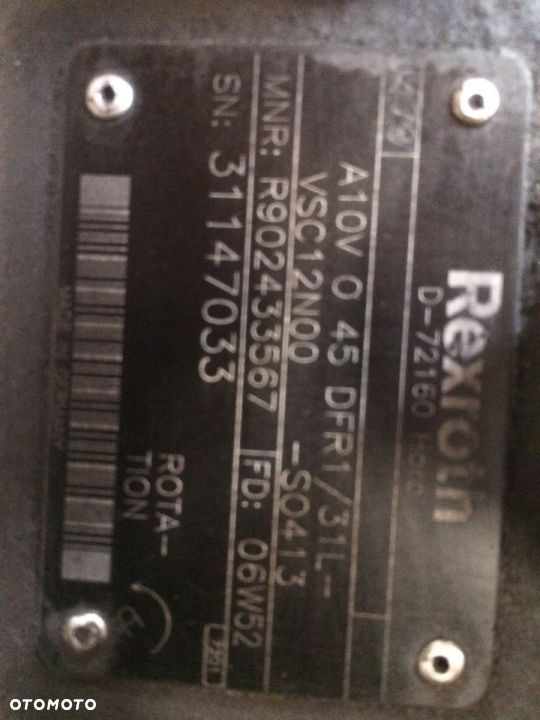 Rexroth
D-72160
A10V O 45 DFR1/31L-
VSC12N00 -SO413
MNR: R902433567 FD: 06W52
SN: 31147033
ROTA-
TION
OTOMOTO